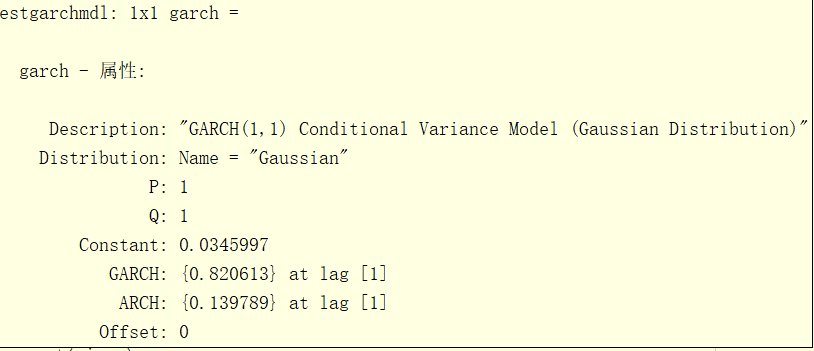 estgarchmdl: 1x1 garch =
garch - 属性:
Description: "GARCH(1,1) Conditional Variance Model (Gaussian Distribution)"
Distribution: Name = "Gaussian"
P: 1
Q: 1
Constant: 0.0345997
GARCH: {0.820613} at lag [1]
ARCH: {0.139789} at lag [1]
Offset: 0